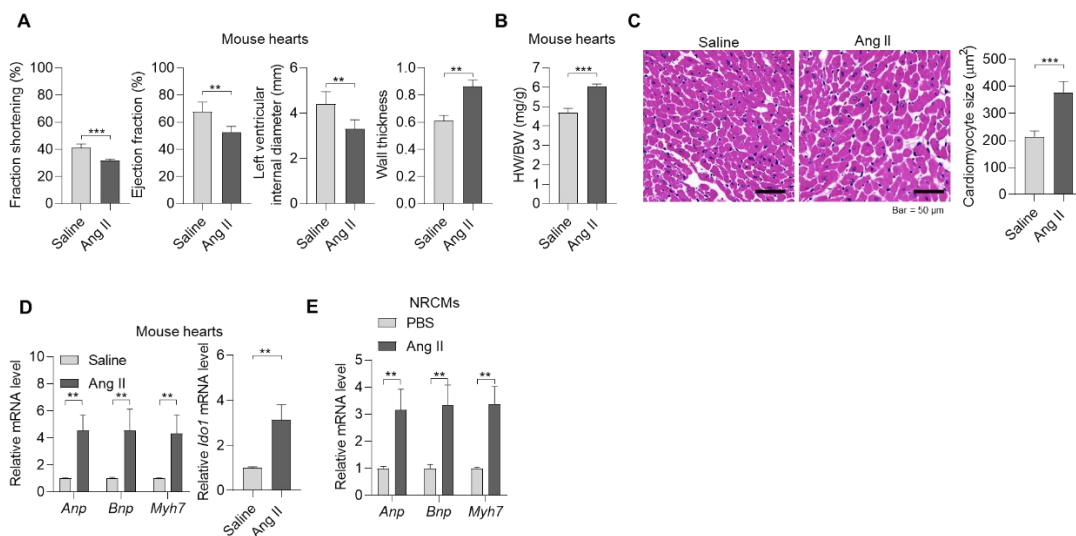 A
Mouse hearts
Fraction shortening (%)
100
80
60
40
20
0
***
Saline
Ang II
Ejection fraction (%)
100
80
60
40
20
0
**
Saline
Ang II
Left ventricular
internal diameter (mm)
6
4
2
0
**
Saline
Ang II
Wall thickness
1.0
0.8
0.6
0.4
0.2
0.0
**
Saline
Ang II
B
Mouse hearts
HW/BW (mg/g)
7
6
5
4
3
2
1
0
***
Saline
Ang II
C
Saline
Ang II
Bar = 50 μm
Cardiomyocyte size (μm²)
500
400
300
200
100
0
***
Saline
Ang II
D
Mouse hearts
Saline
Ang II
Relative mRNA level
10
8
6
4
2
0
** ** **
Anp Bnp Myh7
Relative Ido1 mRNA level
6
4
2
0
**
Saline
Ang II
E
NRCMs
PBS
Ang II
Relative mRNA level
5
4
3
2
1
0
** ** **
Anp Bnp Myh7